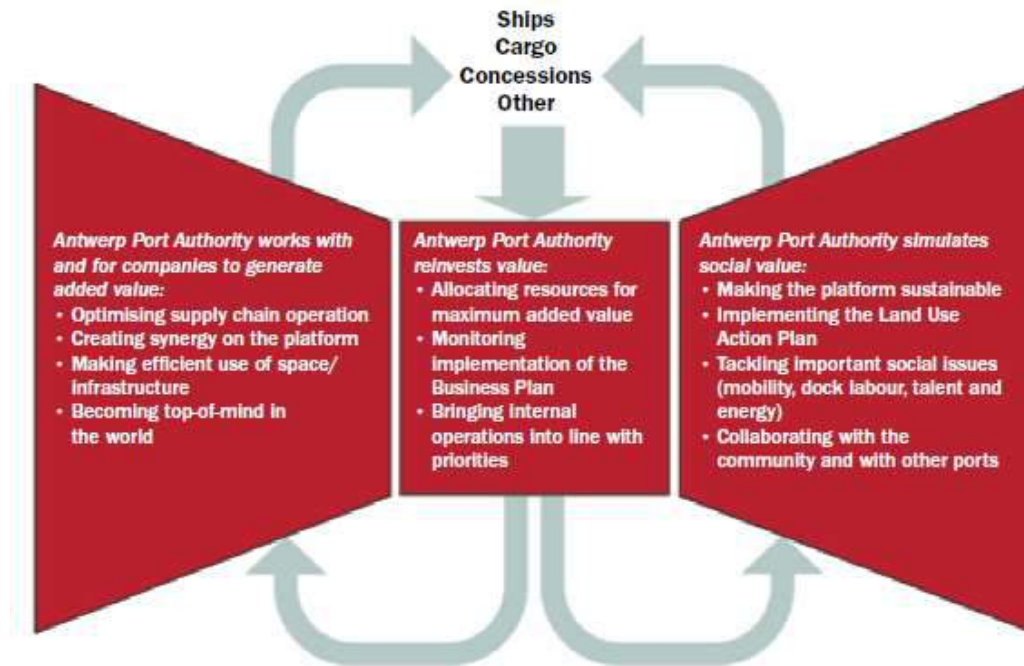 Ships
Cargo
Concessions
Other
Antwerp Port Authority works with
and for companies to generate
added value:
• Optimising supply chain operation
• Creating synergy on the platform
• Making efficient use of space/
infrastructure
• Becoming top-of-mind in
the world
Antwerp Port Authority
reinvests value:
• Allocating resources for
maximum added value
• Monitoring
implementation of the
Business Plan
• Bringing internal
operations into line with
priorities
Antwerp Port Authority simulates
social value:
• Making the platform sustainable
• Implementing the Land Use
Action Plan
• Tackling important social issues
(mobility, dock labour, talent and
energy)
• Collaborating with the
community and with other ports